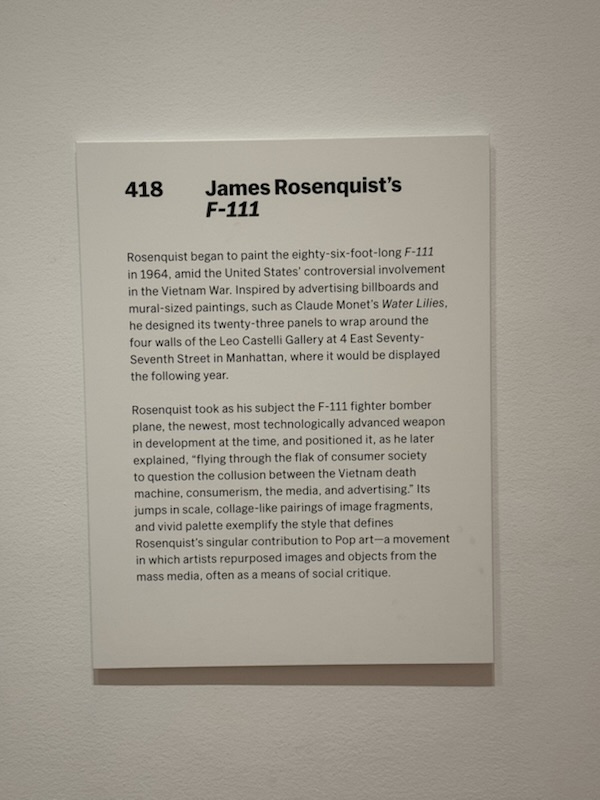 418 James Rosenquist’s
F-111
Rosenquist began to paint the eighty-six-foot-long F-111
in 1964, amid the United States’ controversial involvement
in the Vietnam War. Inspired by advertising billboards and
mural-sized paintings, such as Claude Monet’s Water Lilies,
he designed its twenty-three panels to wrap around the
four walls of the Leo Castelli Gallery at 4 East Seventy-
Seventh Street in Manhattan, where it would be displayed
the following year.
Rosenquist took as his subject the F-111 fighter bomber
plane, the newest, most technologically advanced weapon
in development at the time, and positioned it, as he later
explained, “flying through the flak of consumer society
to question the collusion between the Vietnam death
machine, consumerism, the media, and advertising.” Its
jumps in scale, collage-like pairings of image fragments,
and vivid palette exemplify the style that defines
Rosenquist’s singular contribution to Pop art—a movement
in which artists repurposed images and objects from the
mass media, often as a means of social critique.